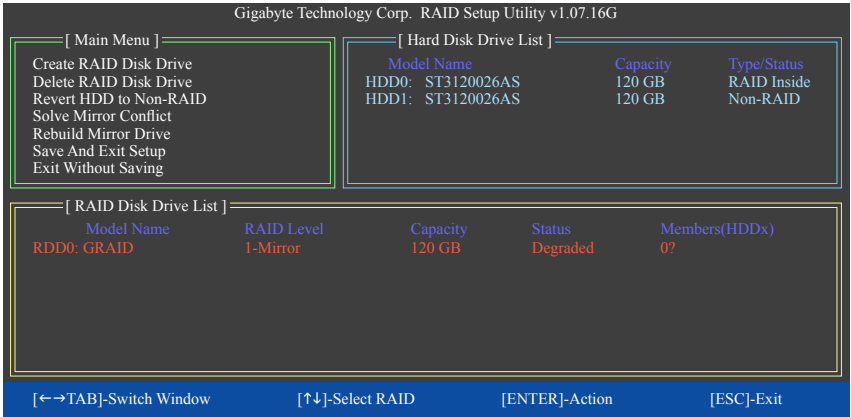 Gigabyte Technology Corp.  RAID Setup Utility v1.07.16G
[ Main Menu ]
Create RAID Disk Drive
Delete RAID Disk Drive
Revert HDD to Non-RAID
Solve Mirror Conflict
Rebuild Mirror Drive
Save And Exit Setup
Exit Without Saving
[ Hard Disk Drive List ]
Model Name Capacity Type/Status
HDD0: ST3120026AS 120 GB RAID Inside
HDD1: ST3120026AS 120 GB Non-RAID
[ RAID Disk Drive List ]
Model Name RAID Level Capacity Status Members(HDDx)
RDD0: GRAID 1-Mirror 120 GB Degraded 0?
[←→TAB]-Switch Window [↑↓]-Select RAID [ENTER]-Action [ESC]-Exit